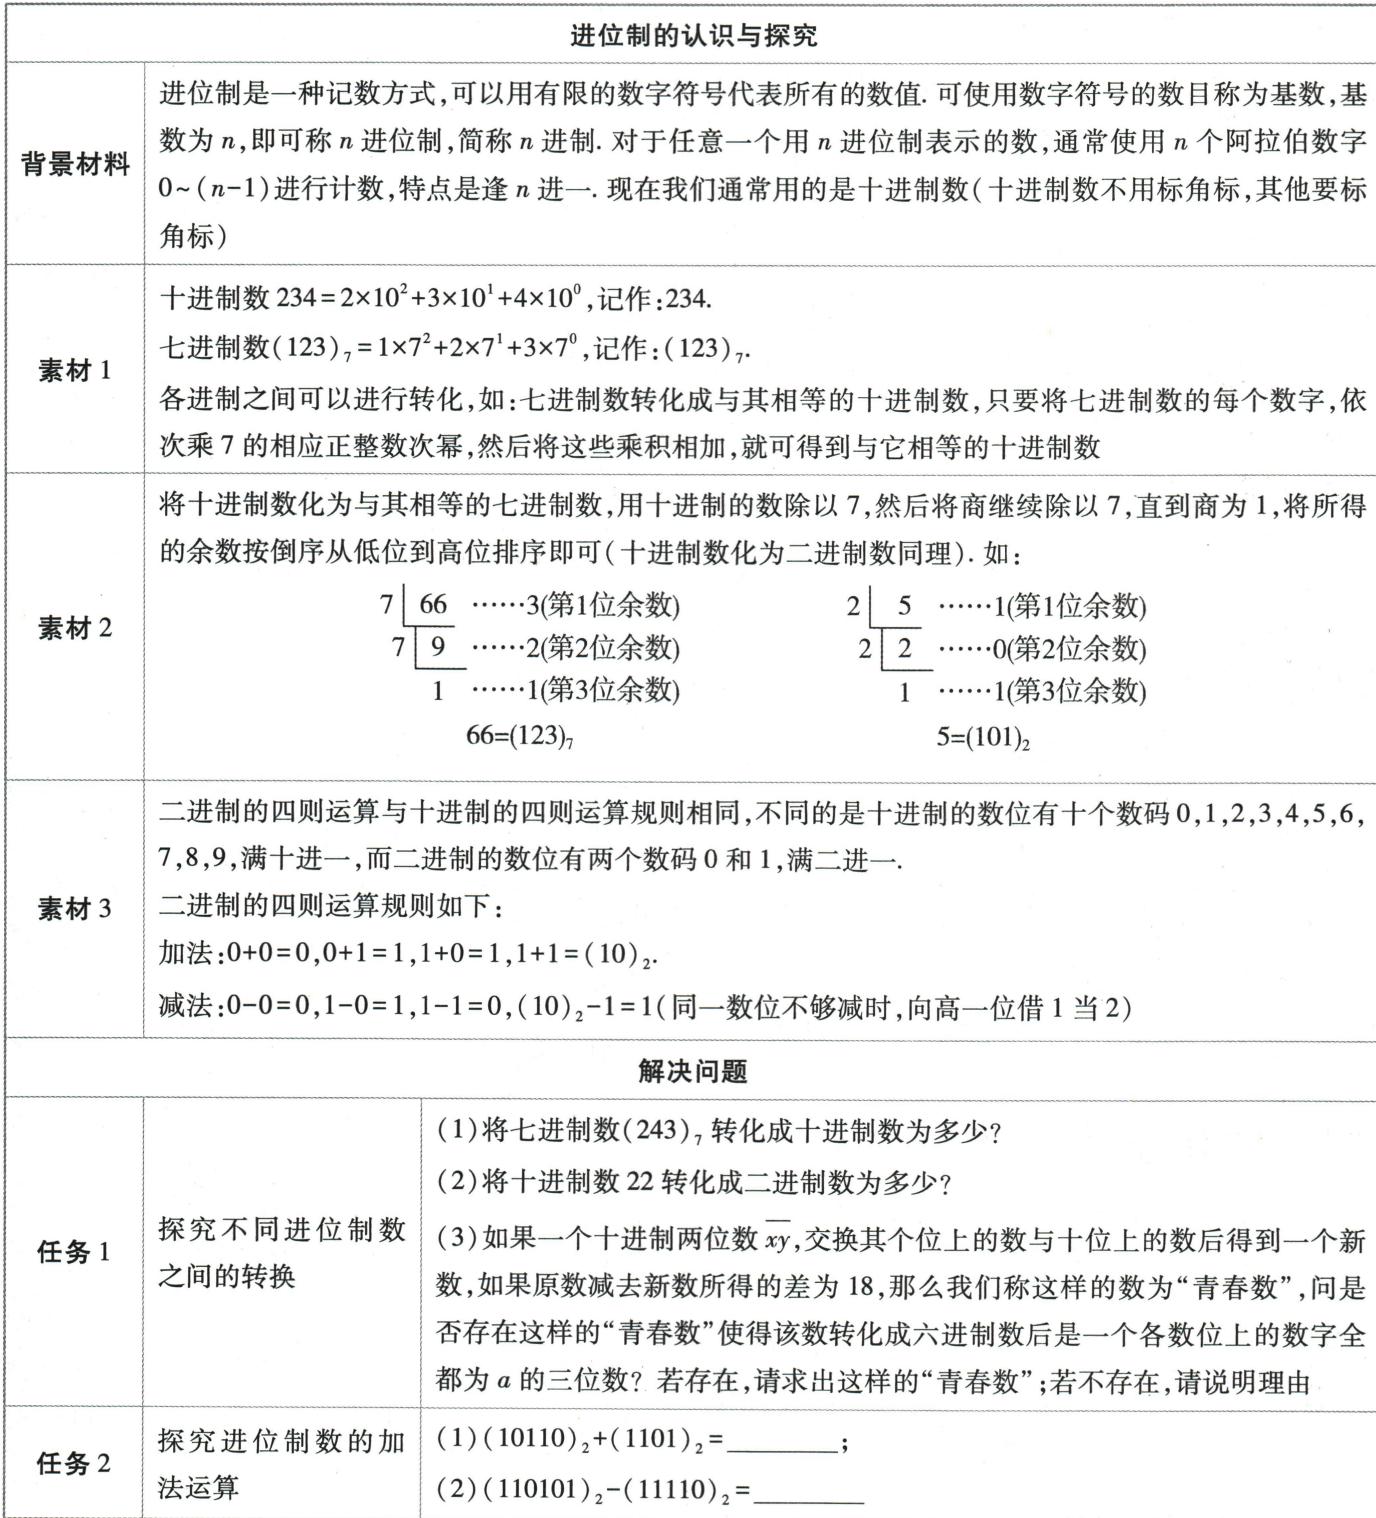 进位制的认识与探究
背景材料
进位制是一种记数方式,可以用有限的数字符号代表所有的数值. 可使用数字符号的数目称为基数,基
数为 n,即可称 n 进位制,简称 n 进制. 对于任意一个用 n 进位制表示的数,通常使用 n 个阿拉伯数字
0~(n-1)进行计数,特点是逢 n 进一. 现在我们通常用的是十进制数(十进制数不用标角标,其他要标
角标)
素材 1
十进制数 234=2×10²+3×10¹+4×10⁰,记作:234.
七进制数(123)₇=1×7²+2×7¹+3×7⁰,记作:(123)₇.
各进制之间可以进行转化,如:七进制数转化成与其相等的十进制数,只要将七进制数的每个数字,依
次乘 7 的相应正整数次幂,然后将这些乘积相加,就可得到与它相等的十进制数
素材 2
将十进制数化为与其相等的七进制数,用十进制的数除以 7,然后将商继续除以 7,直到商为 1,将所得
的余数按倒序从低位到高位排序即可(十进制数化为二进制数同理). 如:
7 66 ……3(第1位余数)
7 9 ……2(第2位余数)
1 ……1(第3位余数)
66=(123)₇
2 5 ……1(第1位余数)
2 2 ……0(第2位余数)
1 ……1(第3位余数)
5=(101)₂
素材 3
二进制的四则运算与十进制的四则运算规则相同,不同的是十进制的数位有十个数码 0,1,2,3,4,5,6,
7,8,9,满十进一,而二进制的数位有两个数码 0 和 1,满二进一.
二进制的四则运算规则如下:
加法:0+0=0,0+1=1,1+0=1,1+1=(10)₂.
减法:0-0=0,1-0=1,1-1=0,(10)₂-1=1(同一数位不够减时,向高一位借 1 当 2)
解决问题
任务 1
探究不同进位制数
之间的转换
(1)将七进制数(243)₇ 转化成十进制数为多少?
(2)将十进制数 22 转化成二进制数为多少?
(3)如果一个十进制两位数 x̅y̅,交换其个位上的数与十位上的数后得到一个新
数,如果原数减去新数所得的差为 18,那么我们称这样的数为“青春数”,问是
否存在这样的“青春数”使得该数转化成六进制数后是一个各数位上的数字全
都为 a 的三位数? 若存在,请求出这样的“青春数”;若不存在,请说明理由
任务 2
探究进位制数的加
法运算
(1)(10110)₂+(1101)₂=________;
(2)(110101)₂-(11110)₂=________